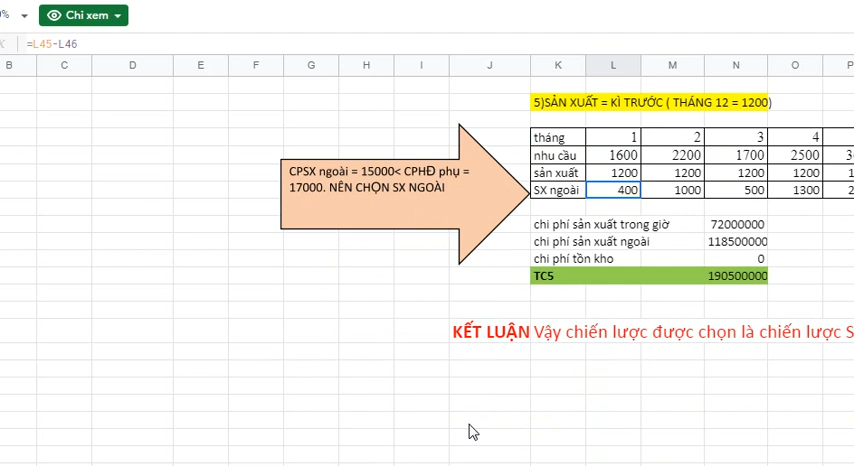 Chỉ xem
=L45-L46
B C D E F G H I J K L M N O P
5)SẢN XUẤT = KÌ TRƯỚC ( THÁNG 12 = 1200)
tháng 1 2 3 4
nhu cầu 1600 2200 1700 2500
sản xuất 1200 1200 1200 1200
SX ngoài 400 1000 500 1300
CPSX ngoài = 15000< CPHĐ phụ =
17000. NÊN CHỌN SX NGOÀI
chi phí sản xuất trong giờ 72000000
chi phí sản xuất ngoài 118500000
chi phí tồn kho 0
TC5 190500000
KẾT LUẬN Vậy chiến lược được chọn là chiến lược